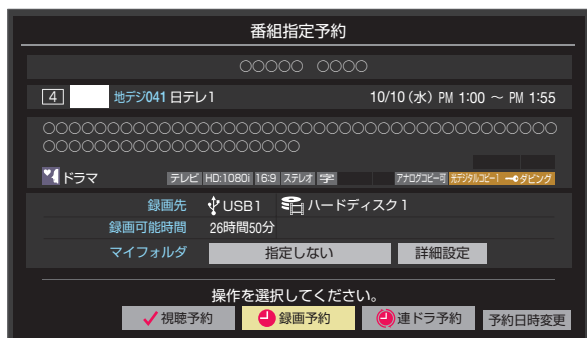 番組指定予約
○○○○○ ○○○○
4 地デジ041 日テレ1 10/10(水) PM 1:00 ～ PM 1:55
○○○○○○○○○○○○○○○○○○○○○○○○○○○○○○○○○○○○○○○○
○○○○○○○○○○○○○○○○○○○○
ドラマ テレビ HD:1080i 16:9 ステレオ 字 アナログコピー可 光デジタルコピー1 ダビング
録画先 USB1 ハードディスク1
録画可能時間 26時間50分
マイフォルダ 指定しない 詳細設定
操作を選択してください。
視聴予約 録画予約 連ドラ予約 予約日時変更